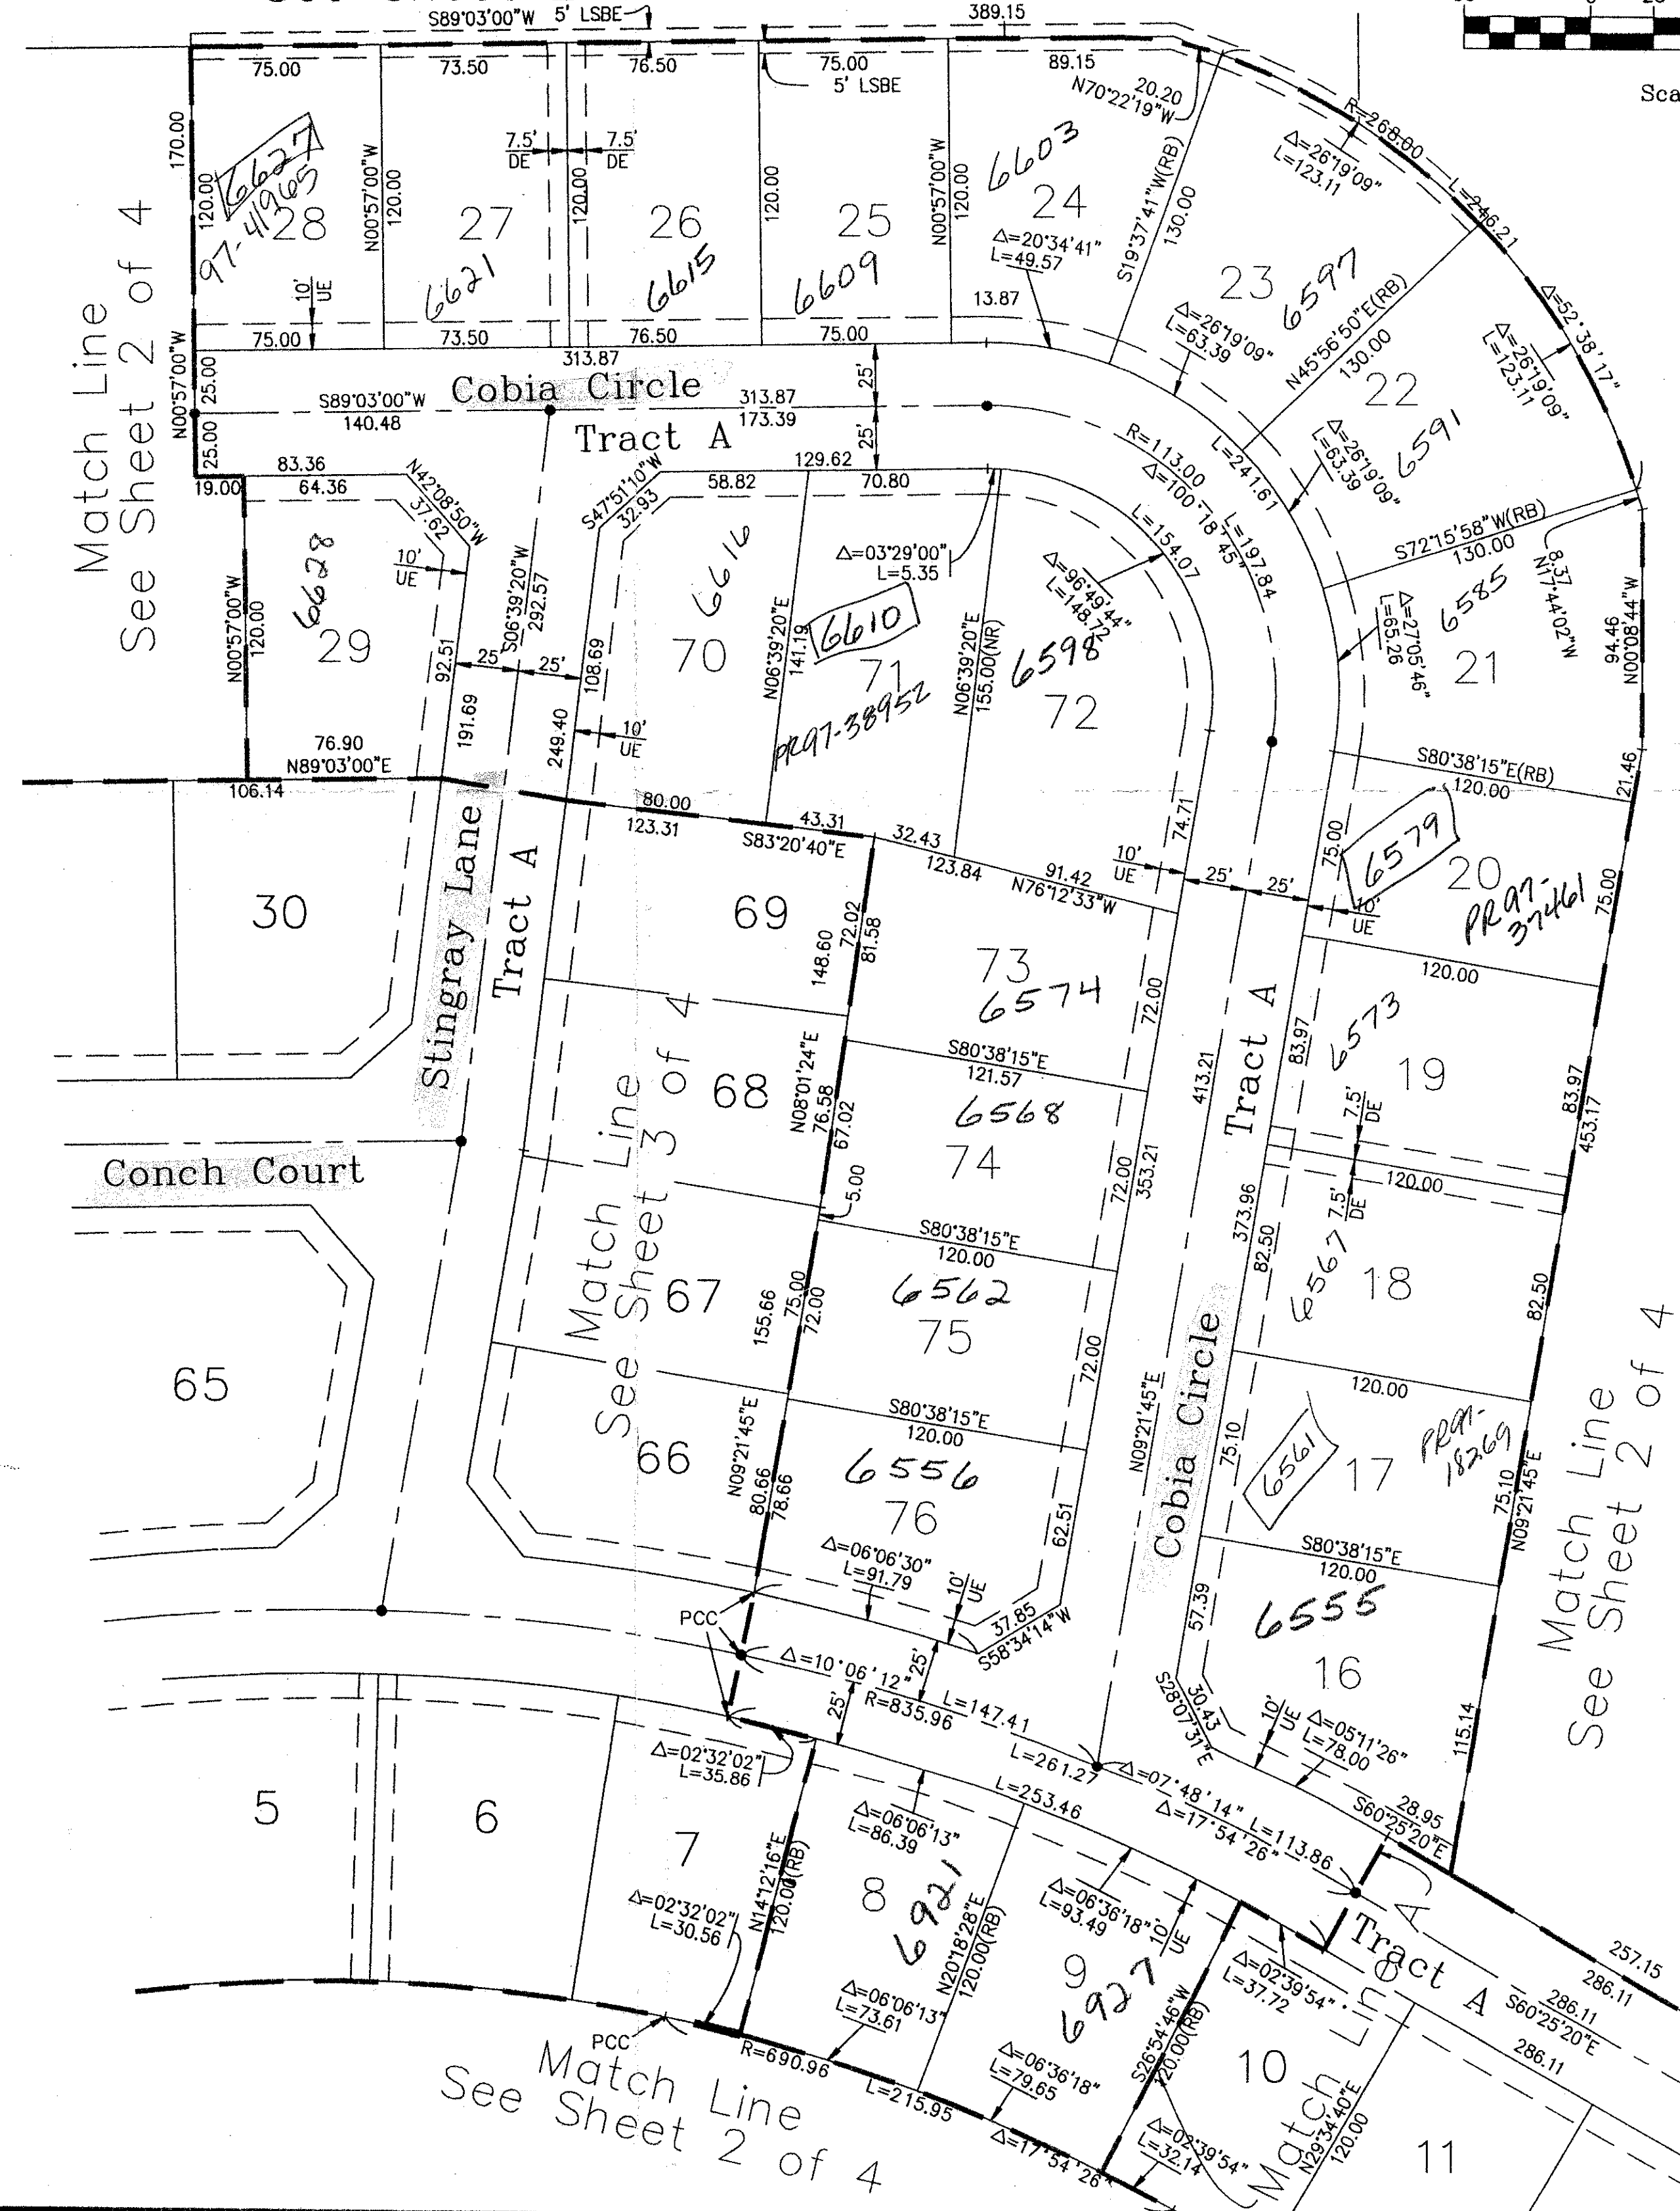 S89°03'00"W
5' LSBE
389.15
75.00
73.50
76.50
75.00
89.15
5' LSBE
20.20
N70°22'19"W
Sca
R=268.00
L=246.21
Δ=52°38'17"
170.00
120.00
6627
97-41965
28
N00°57'00"W
120.00
27
6621
7.5'
DE
7.5'
DE
120.00
26
6615
120.00
25
6609
N00°57'00"W
120.00
6603
24
Δ=20°34'41"
L=49.57
S19°37'41"W(RB)
130.00
Δ=26°19'09"
L=123.11
23
6597
Δ=26°19'09"
L=63.39
N45°56'50"E(RB)
130.00
Δ=26°19'09"
L=123.11
22
6591
Δ=26°19'09"
L=63.39
10'
UE
75.00
73.50
76.50
75.00
13.87
313.87
Match Line
See Sheet 2 of 4
N00°57'00"W
25.00
25.00
Cobia Circle
S89°03'00"W
140.48
313.87
173.39
Tract A
25'
25'
R=113.00
Δ=100°18'45"
L=197.84
L=241.61
L=154.07
83.36
19.00
64.36
N42°08'50"W
37.62
S47°51'10"W
32.93
129.62
58.82
70.80
N00°57'00"W
120.00
6628
29
10'
UE
92.51
191.69
S06°39'20"W
292.57
25'
25'
108.69
249.40
10'
UE
6616
70
N06°39'20"E
141.19
Δ=03°29'00"
L=5.35
6610
71
PR97-38952
N06°39'20"E
155.00(NR)
Δ=96°49'44"
L=148.72
6598
72
S72°15'58"W(RB)
130.00
8.37
N17°44'02"W
94.46
N00°08'44"W
6585
21
Δ=27°05'46"
L=65.26
S80°38'15"E(RB)
120.00
21.46
76.90
N89°03'00"E
106.14
80.00
123.31
43.31
S83°20'40"E
32.43
123.84
91.42
N76°12'33"W
74.71
10'
UE
25'
25'
75.00
10'
UE
6579
20
PR97-
37461
75.00
30
Stingray Lane
Tract A
69
148.60
72.02
81.58
73
6574
72.00
120.00
6573
19
83.97
83.97
453.17
Tract A
413.21
68
N08°01'24"E
76.58
67.02
5.00
S80°38'15"E
121.57
6568
74
72.00
353.21
7.5'
DE
120.00
7.5'
DE
Conch Court
Match Line
See Sheet 3 of 4
S80°38'15"E
120.00
6562
75
72.00
67
155.66
75.00
72.00
373.96
82.50
6567
18
82.50
65
66
N09°21'45"E
80.66
78.66
S80°38'15"E
120.00
6556
76
62.51
N09°21'45"E
Cobia Circle
120.00
75.10
6561
17
PR97-
18269
75.10
N09°21'45"E
Match Line
See Sheet 2 of 4
Δ=06°06'30"
L=91.79
10'
UE
37.85
S58°34'14"W
S80°38'15"E
120.00
57.39
6555
16
115.14
30.43
S28°07'31"E
10'
UE
Δ=05°11'26"
L=78.00
28.95
S60°25'20"E
PCC
Δ=10°06'12"
R=835.96
L=147.41
25'
25'
L=261.27
L=253.46
Δ=07°48'14"
L=113.86
Δ=17°54'26"
5
6
7
Δ=02°32'02"
L=35.86
N14°12'16"E
120.00(RB)
Δ=02°32'02"
L=30.56
Δ=06°06'13"
L=86.39
8
6921
N20°18'28"E
120.00(RB)
Δ=06°06'13"
L=73.61
Δ=06°36'18"
L=93.49
10'
UE
9
6927
Δ=06°36'18"
L=79.65
S26°54'46"W
120.00(RB)
Δ=02°39'54"
L=37.72
10
Δ=02°39'54"
L=32.14
Match Line
A
Tract A
N29°34'40"E
120.00
11
257.15
286.11
286.11
S60°25'20"E
286.11
PCC
R=690.96
L=215.95
Δ=17°54'26"
Match Line
See Sheet 2 of 4